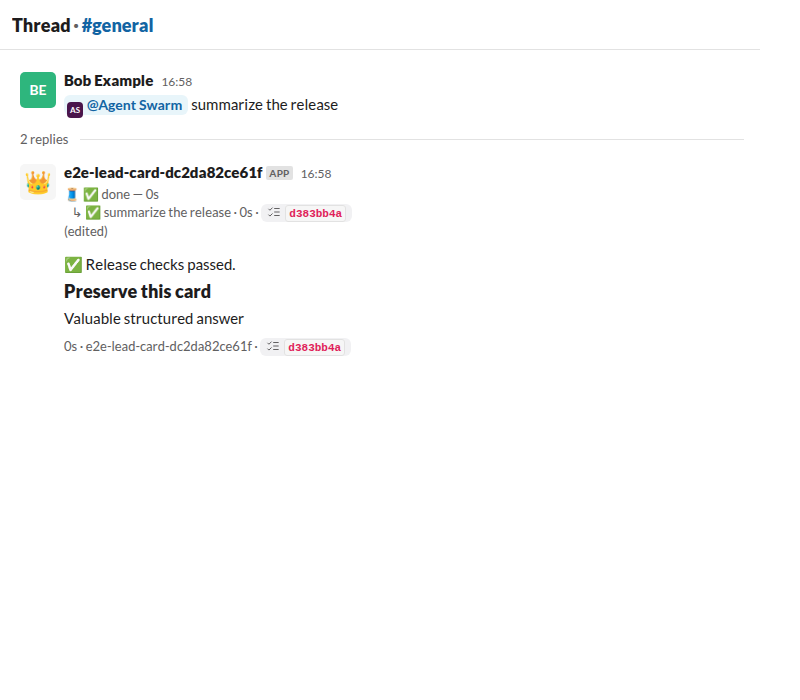 Thread · #general
BE
Bob Example 16:58
AS @Agent Swarm summarize the release
2 replies
e2e-lead-card-dc2da82ce61f APP 16:58
🧵 ✅ done — 0s
↳ ✅ summarize the release · 0s · d383bb4a
(edited)
✅ Release checks passed.
Preserve this card
Valuable structured answer
0s · e2e-lead-card-dc2da82ce61f · d383bb4a